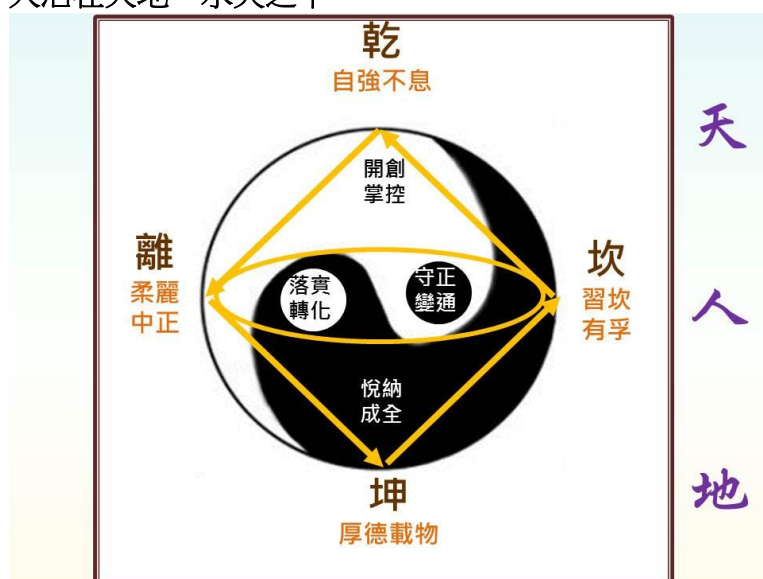 乾
自強不息
天
開創
掌控
離
柔麗
中正
落實
轉化
守正
變通
坎
習坎
有孚
人
悅納
成全
坤
厚德載物
地